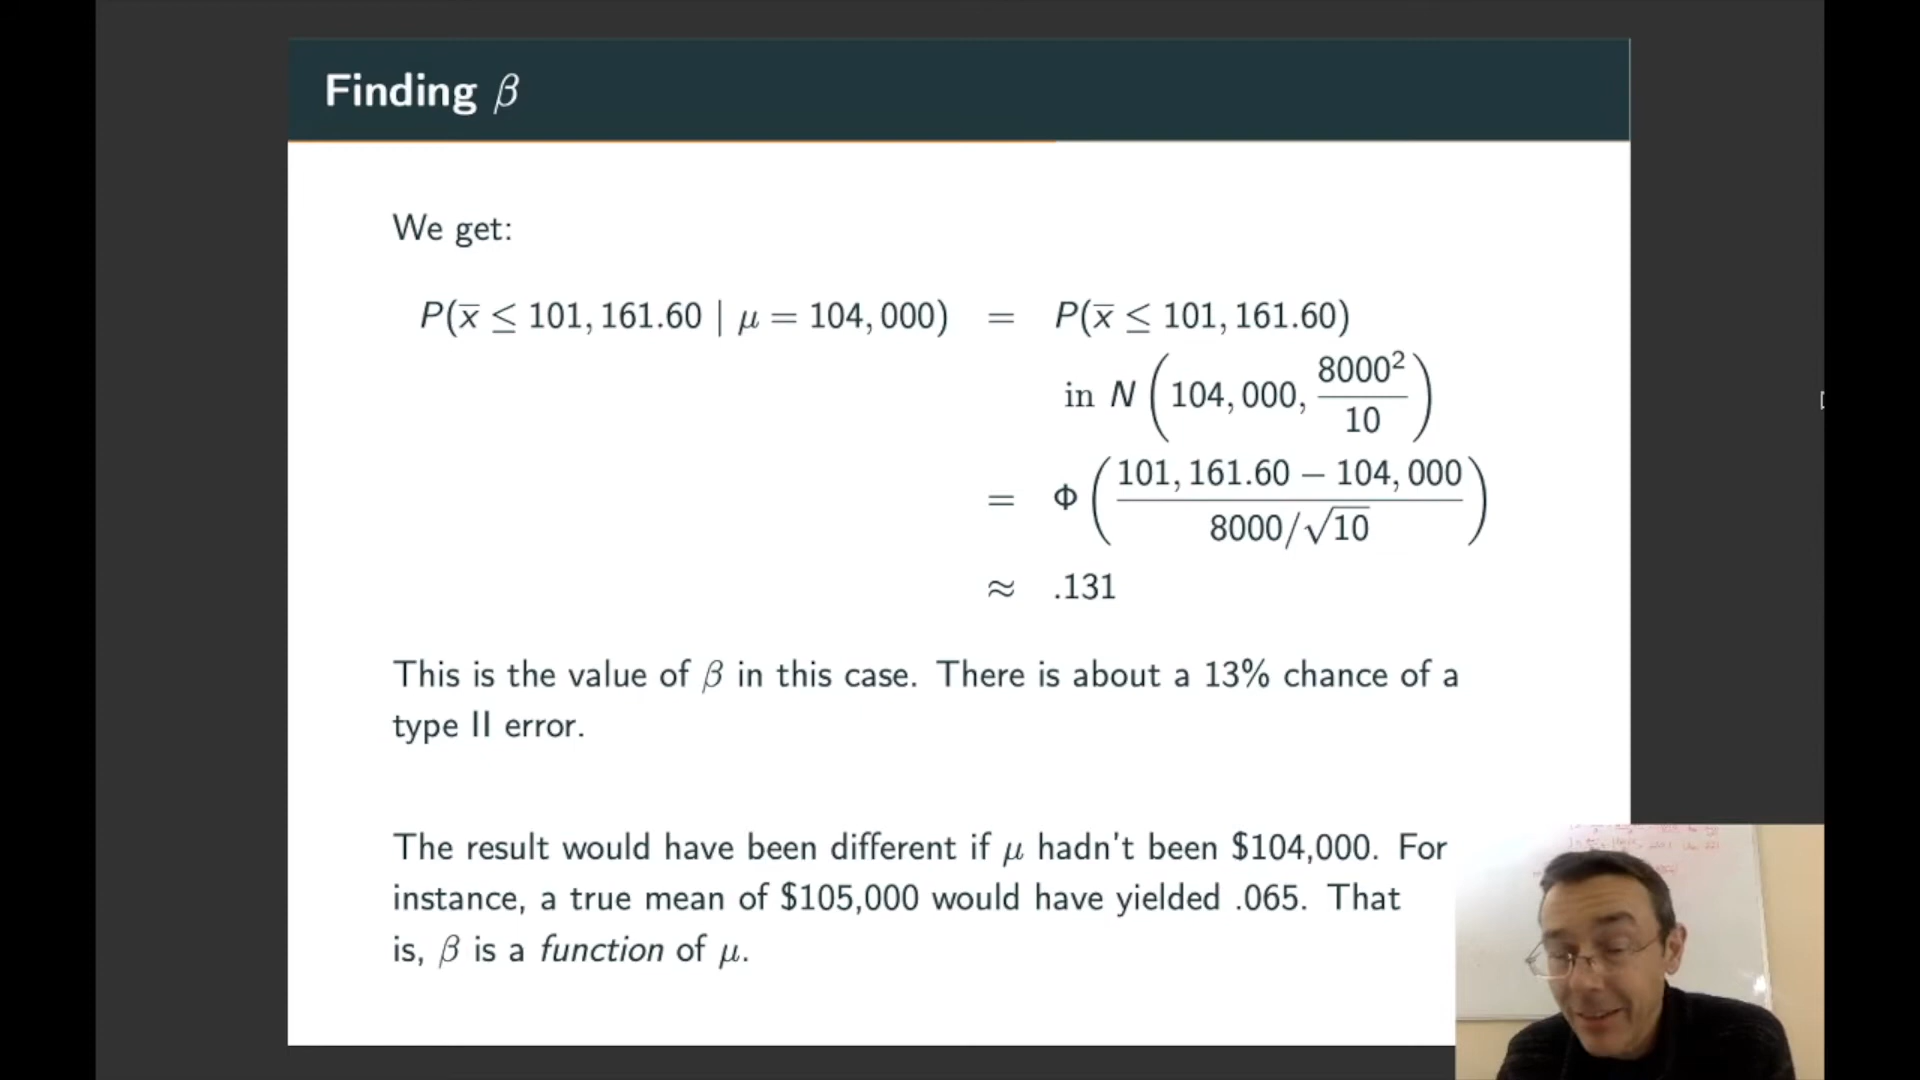 Finding β
We get:
P(x̅ ≤ 101, 161.60 | μ = 104, 000) = P(x̅ ≤ 101, 161.60)
in N(104, 000, 8000²/10)
= Φ((101, 161.60 − 104, 000)/(8000/√10))
≈ .131
This is the value of β in this case. There is about a 13% chance of a
type II error.
The result would have been different if μ hadn't been $104,000. For
instance, a true mean of $105,000 would have yielded .065. That
is, β is a function of μ.